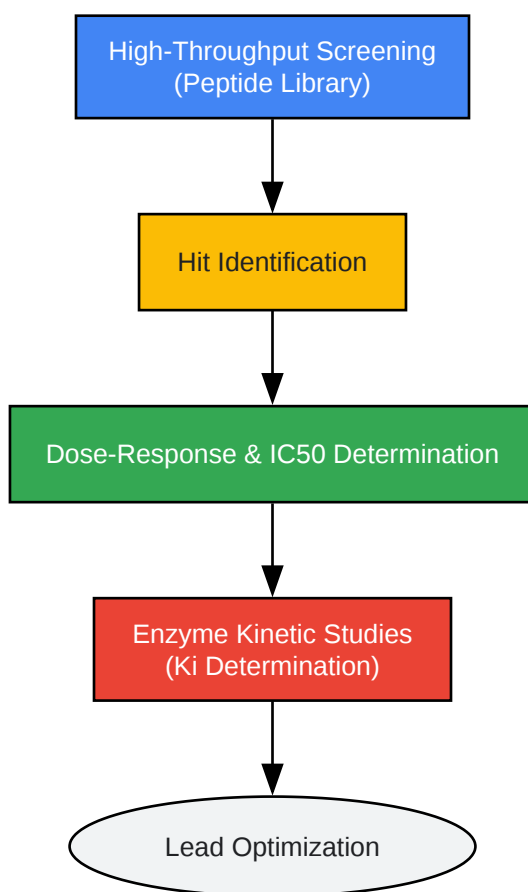 High-Throughput Screening
(Peptide Library)
Hit Identification
Dose-Response & IC50 Determination
Enzyme Kinetic Studies
(Ki Determination)
Lead Optimization